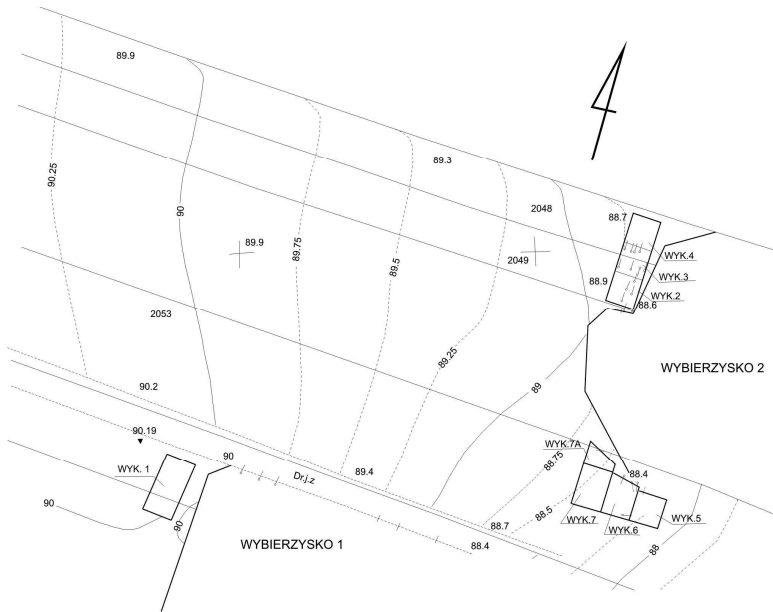 89.9
89.3
90.25
90
89.75
89.5
2048
88.7
89.9
2049
WYK.4
WYK.3
88.9
WYK.2
88.6
2053
89.25
WYBIERZYSKO 2
90.2
89
90.19
90
WYK.7A
88.75
88.4
WYK. 1
Dr.j.z
89.4
88.5
90
90
88.7
WYK.7
WYK.6
WYK.5
WYBIERZYSKO 1
88.4
88